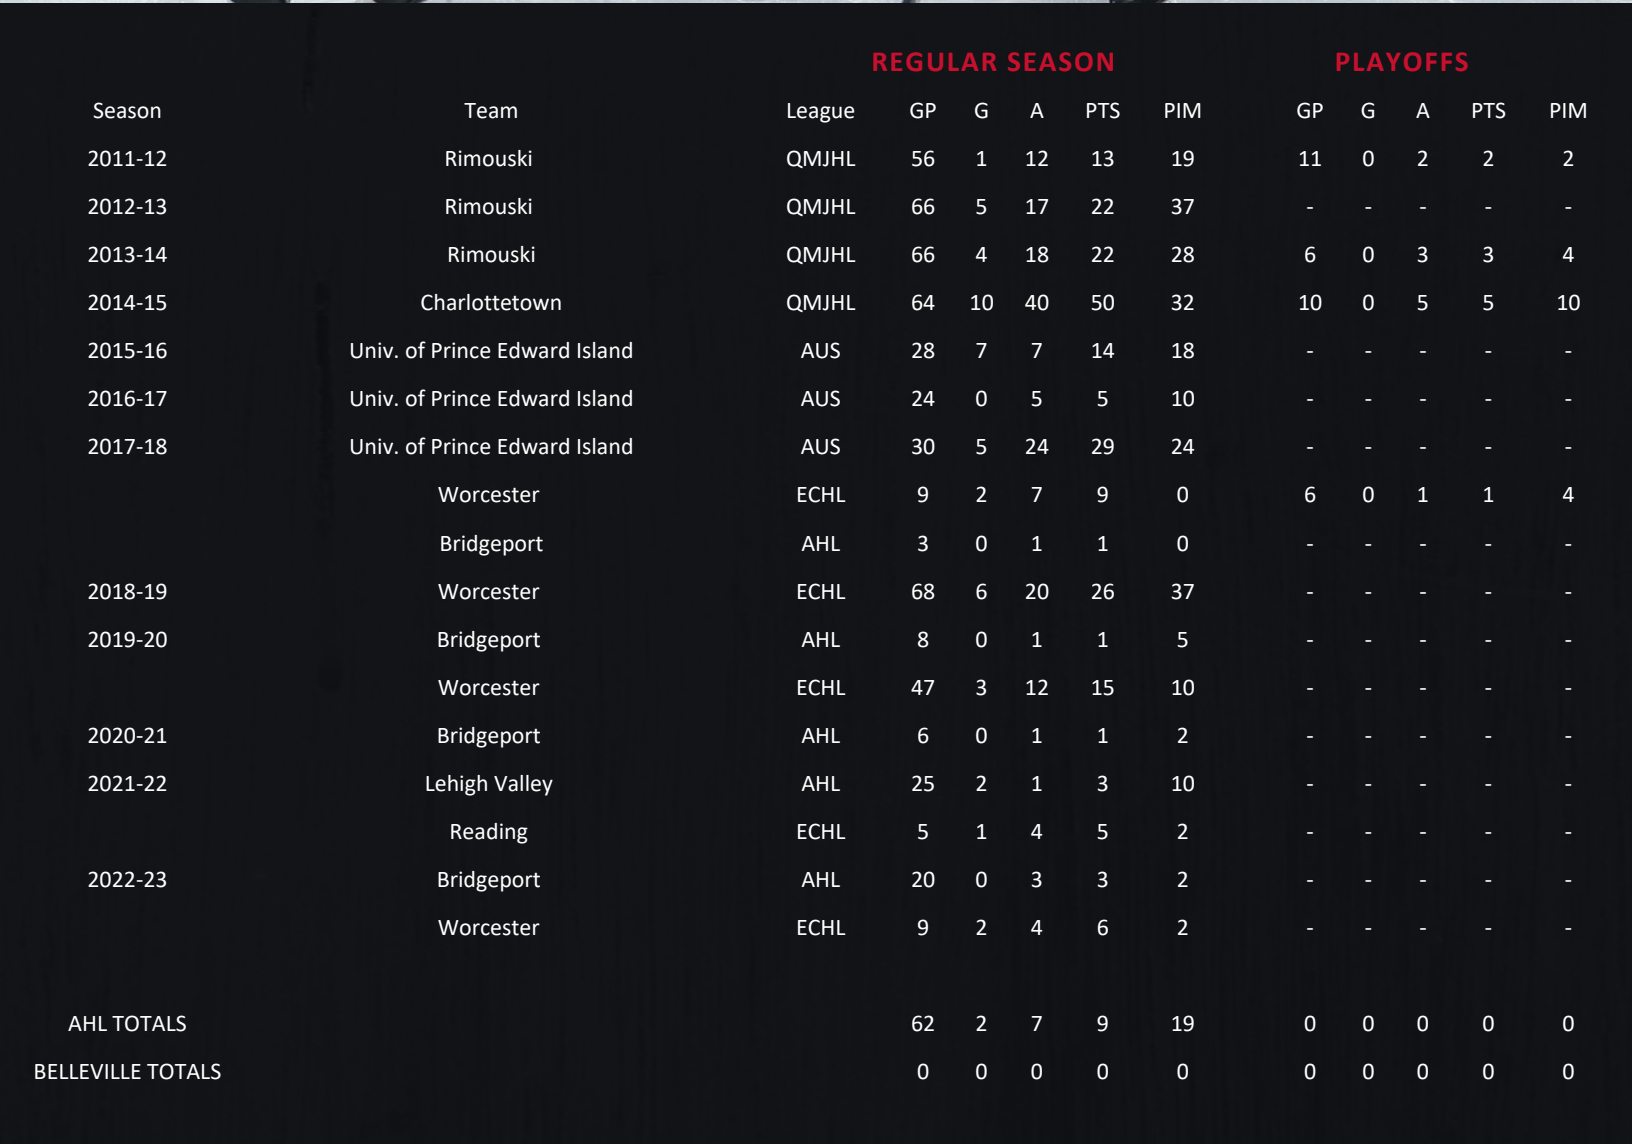 REGULAR SEASON PLAYOFFS
Season Team League GP G A PTS PIM GP G A PTS PIM
2011-12 Rimouski QMJHL 56 1 12 13 19 11 0 2 2 2
2012-13 Rimouski QMJHL 66 5 17 22 37 - - - - -
2013-14 Rimouski QMJHL 66 4 18 22 28 6 0 3 3 4
2014-15 Charlottetown QMJHL 64 10 40 50 32 10 0 5 5 10
2015-16 Univ. of Prince Edward Island AUS 28 7 7 14 18 - - - - -
2016-17 Univ. of Prince Edward Island AUS 24 0 5 5 10 - - - - -
2017-18 Univ. of Prince Edward Island AUS 30 5 24 29 24 - - - - -
Worcester ECHL 9 2 7 9 0 6 0 1 1 4
Bridgeport AHL 3 0 1 1 0 - - - - -
2018-19 Worcester ECHL 68 6 20 26 37 - - - - -
2019-20 Bridgeport AHL 8 0 1 1 5 - - - - -
Worcester ECHL 47 3 12 15 10 - - - - -
2020-21 Bridgeport AHL 6 0 1 1 2 - - - - -
2021-22 Lehigh Valley AHL 25 2 1 3 10 - - - - -
Reading ECHL 5 1 4 5 2 - - - - -
2022-23 Bridgeport AHL 20 0 3 3 2 - - - - -
Worcester ECHL 9 2 4 6 2 - - - - -
AHL TOTALS 62 2 7 9 19 0 0 0 0 0
BELLEVILLE TOTALS 0 0 0 0 0 0 0 0 0 0